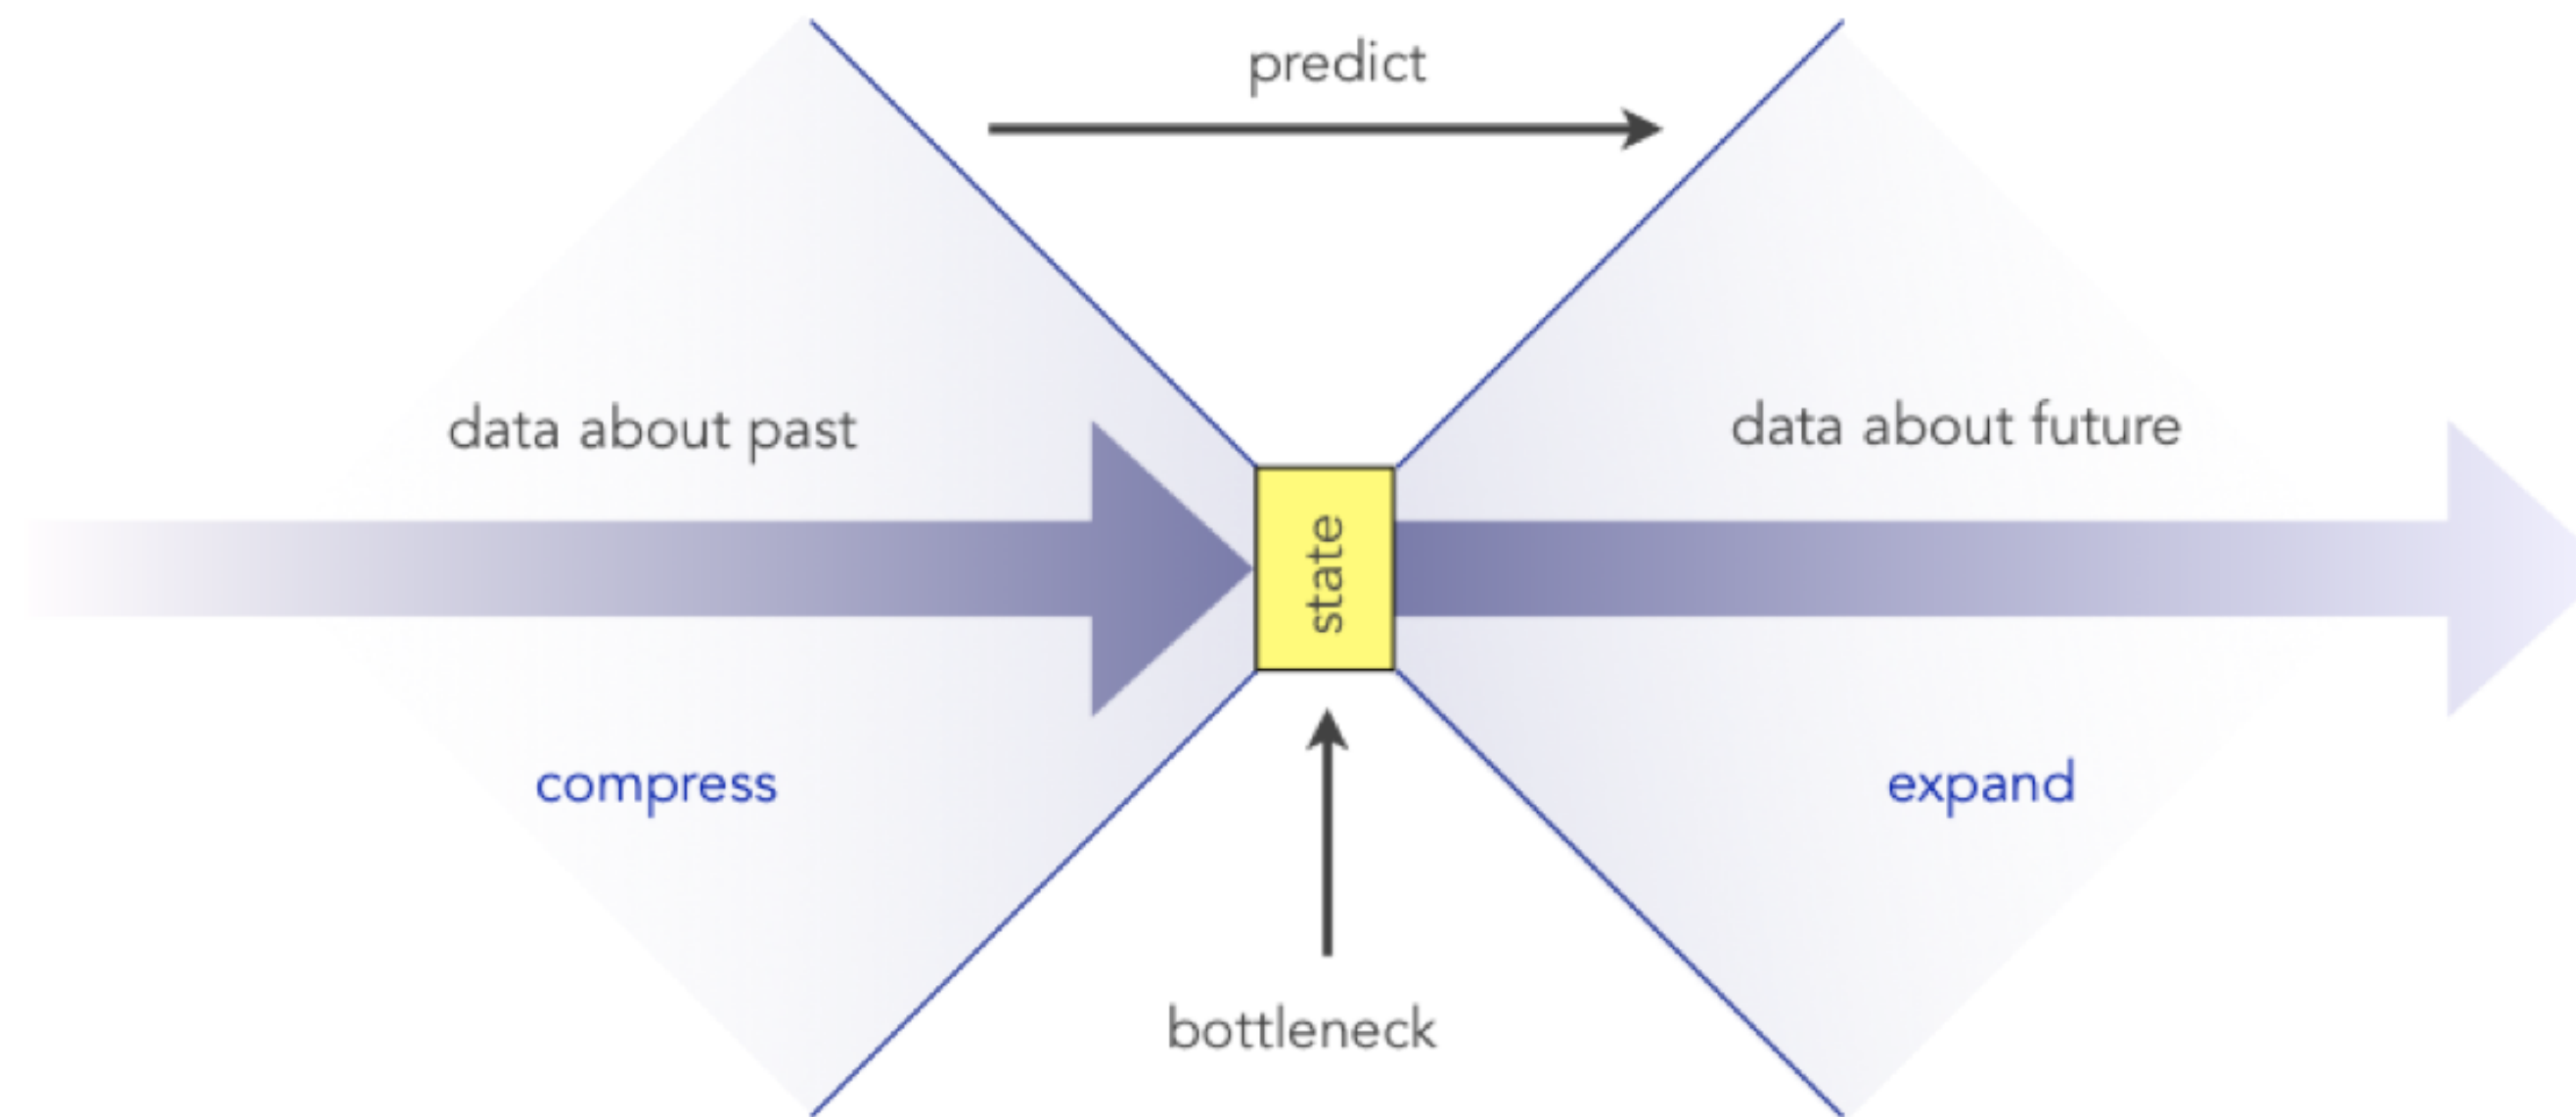 predict
data about past
data about future
state
compress
expand
bottleneck